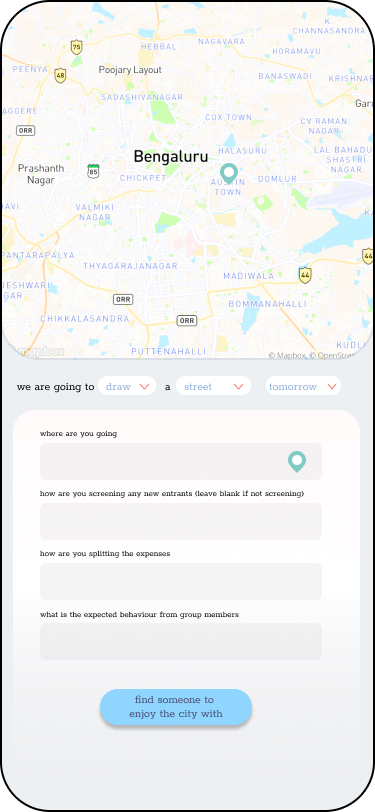 K
CHANNASANDRA
NAGAVARA
75
HEBBAL
HORAMAVU
PEENYA
48
Poojary Layout
BANASWADI
KRISHNAR
SADASHIVANAGAR
Garu
AGGERE
COX TOWN
CV RAMAN
NAGAR
ORR
Bengaluru
HALASURU
LAL BAHADU
SHASTRI
NAGAR
Prashanth
Nagar
85
CHICKPET
AUSTIN
TOWN
DOMLUR
JAVI
VALMIKI
NAGAR
PANTARAPALYA
44
THYAGARAJANAGAR
JESHWARI
GAR
MADIWALA
44
ORR
BOMMANAHALLI
CHIKKALASANDRA
ORR
KUDLI
PUTTENAHALLI
mapbox
© Mapbox, © OpenStre
we are going to draw a street tomorrow
where are you going
how are you screening any new entrants (leave blank if not screening)
how are you splitting the expenses
what is the expected behaviour from group members
find someone to
enjoy the city with